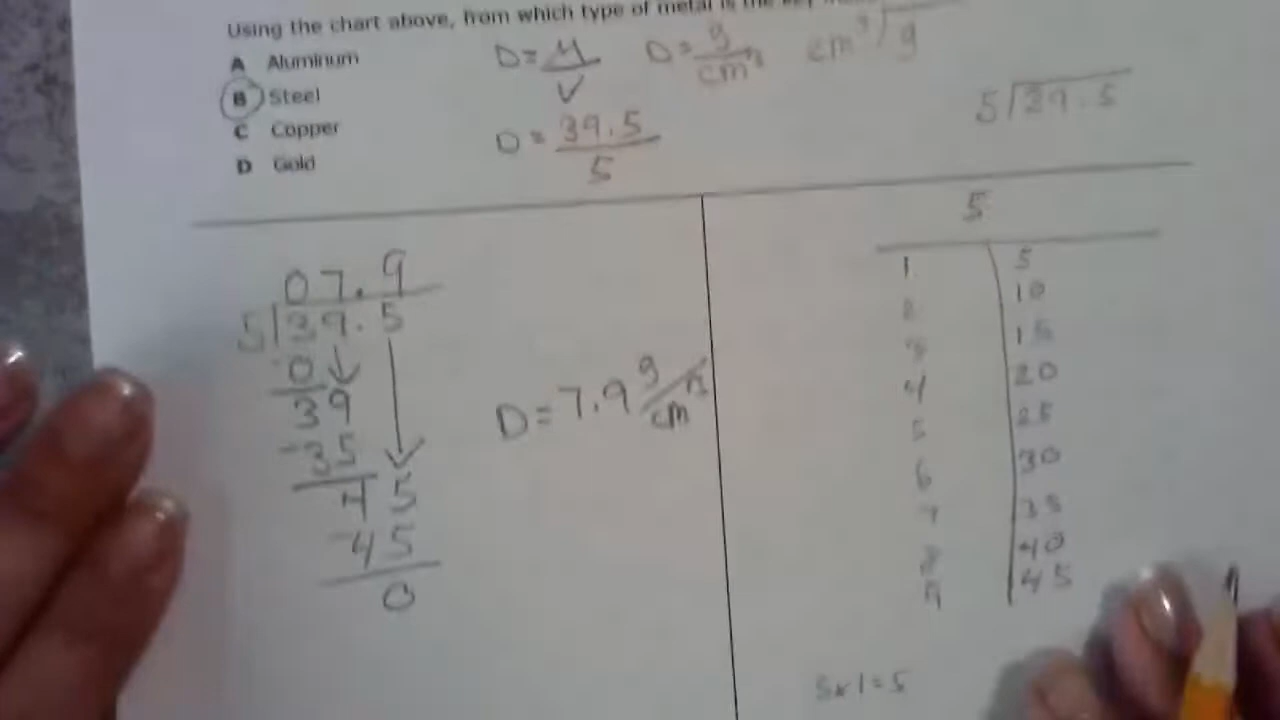 Using the chart above, from which type of metal is the key
A Aluminum
B Steel
C Copper
D Gold
D = M
V
D = g
cm³
cm³ g
D = 39.5
5
5 39.5
07.9
5 39.5
0
39
-35
45
-45
0
D = 7.9 g/cm³
5
1 5
2 10
3 15
4 20
5 25
6 30
7 35
8 40
9 45
5x1=5